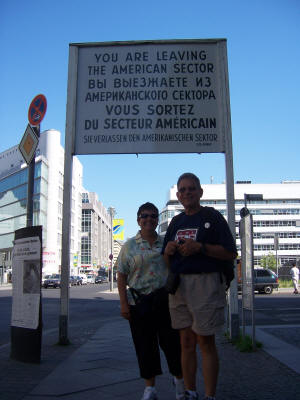 YOU ARE LEAVING
THE AMERICAN SECTOR
ВЫ ВЫЕЗЖАЕТЕ ИЗ
АМЕРИКАНСКОГО СЕКТОРА
VOUS SORTEZ
DU SECTEUR AMÉRICAIN
SIE VERLASSEN DEN AMERIKANISCHEN SEKTOR